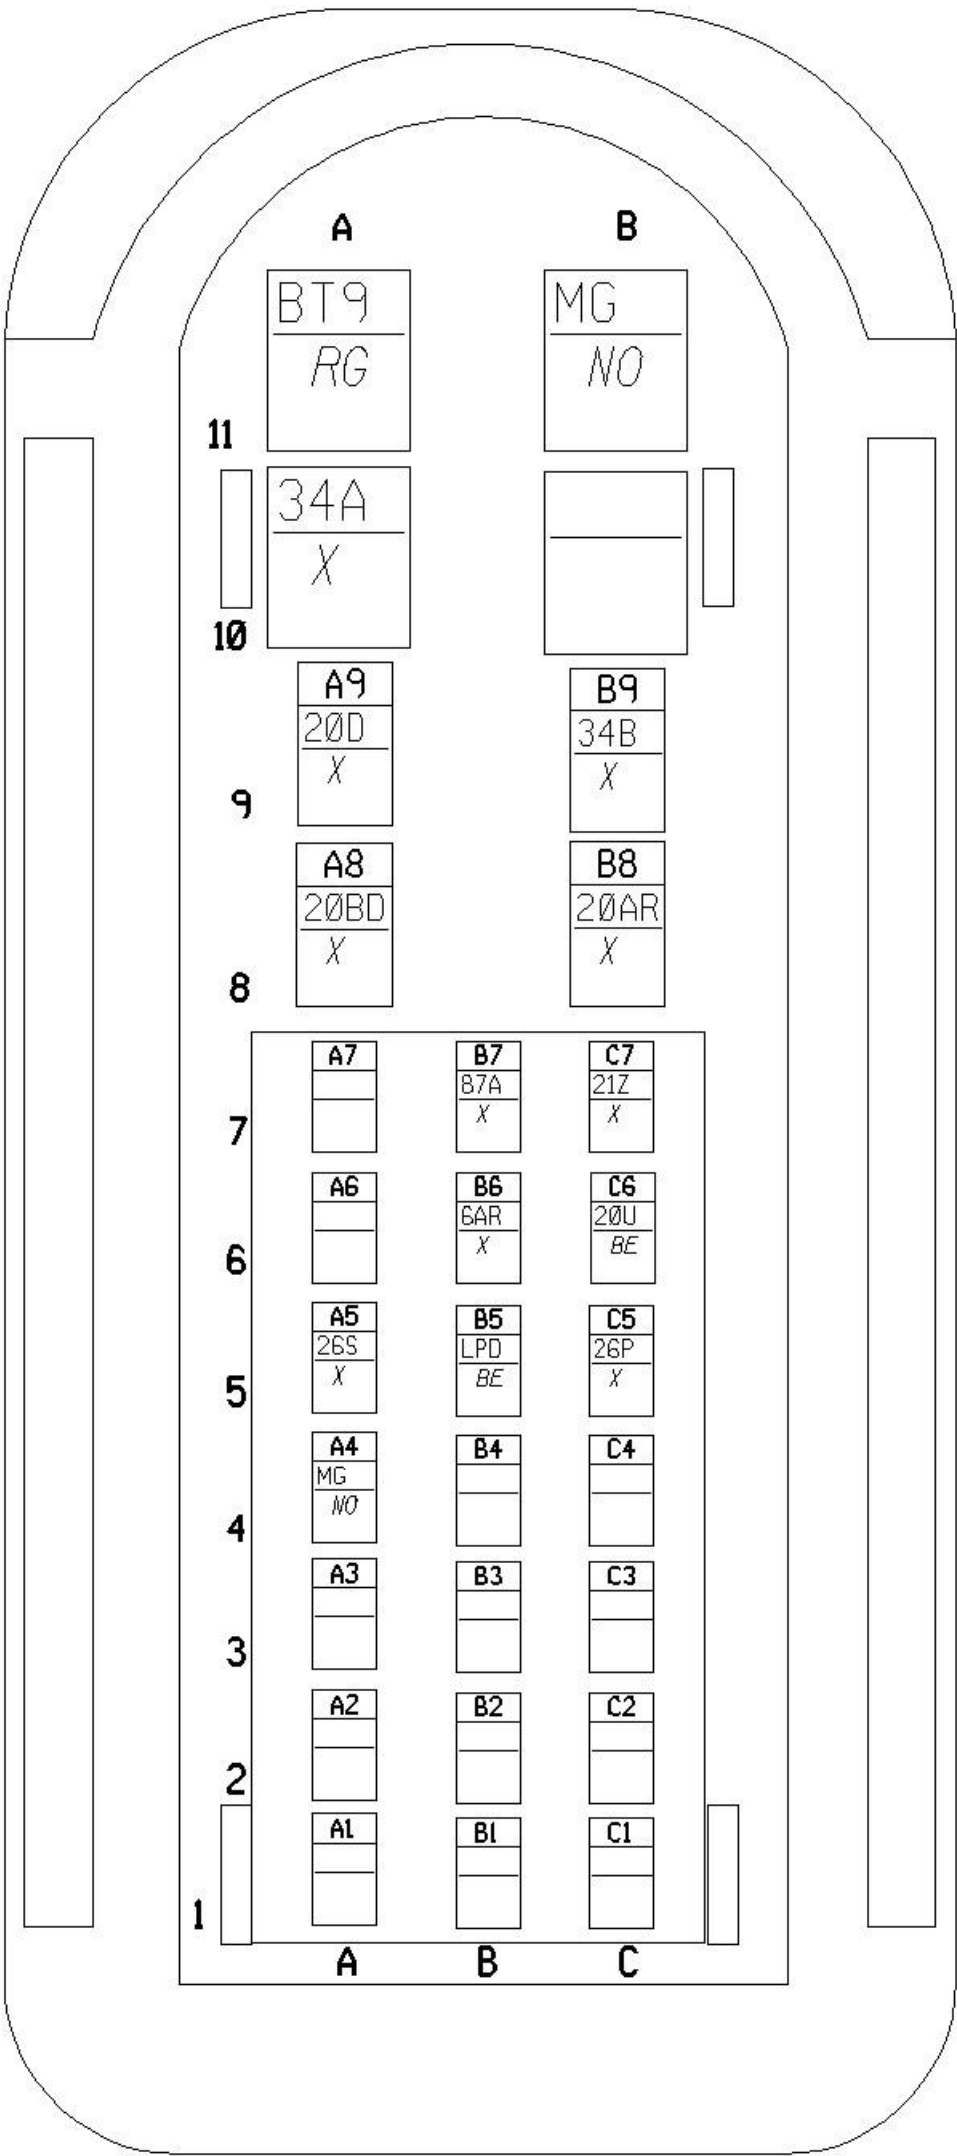 A B
BT9 MG
RG NO
11
34A
X
10
A9 B9
20D 34B
X X
9
A8 B8
20BD 20AR
X X
8
A7 B7 C7
87A 21Z
X X
7
A6 B6 C6
6AR 20U
X BE
6
A5 B5 C5
26S LPD 26P
X BE X
5
A4 B4 C4
MG
NO
4
A3 B3 C3
3
A2 B2 C2
2
A1 B1 C1
1
A B C